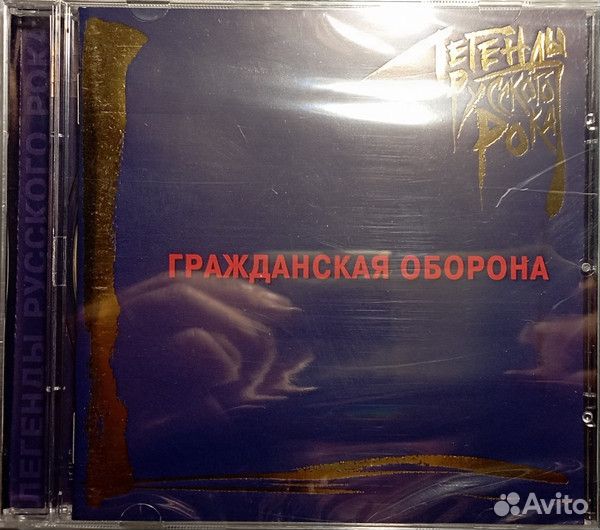 ЛЕГЕНДЫ РУССКОГО РОКА
ЛЕГЕНДЫ
РУССКОГО
РОКА
ГРАЖДАНСКАЯ ОБОРОНА
Avito